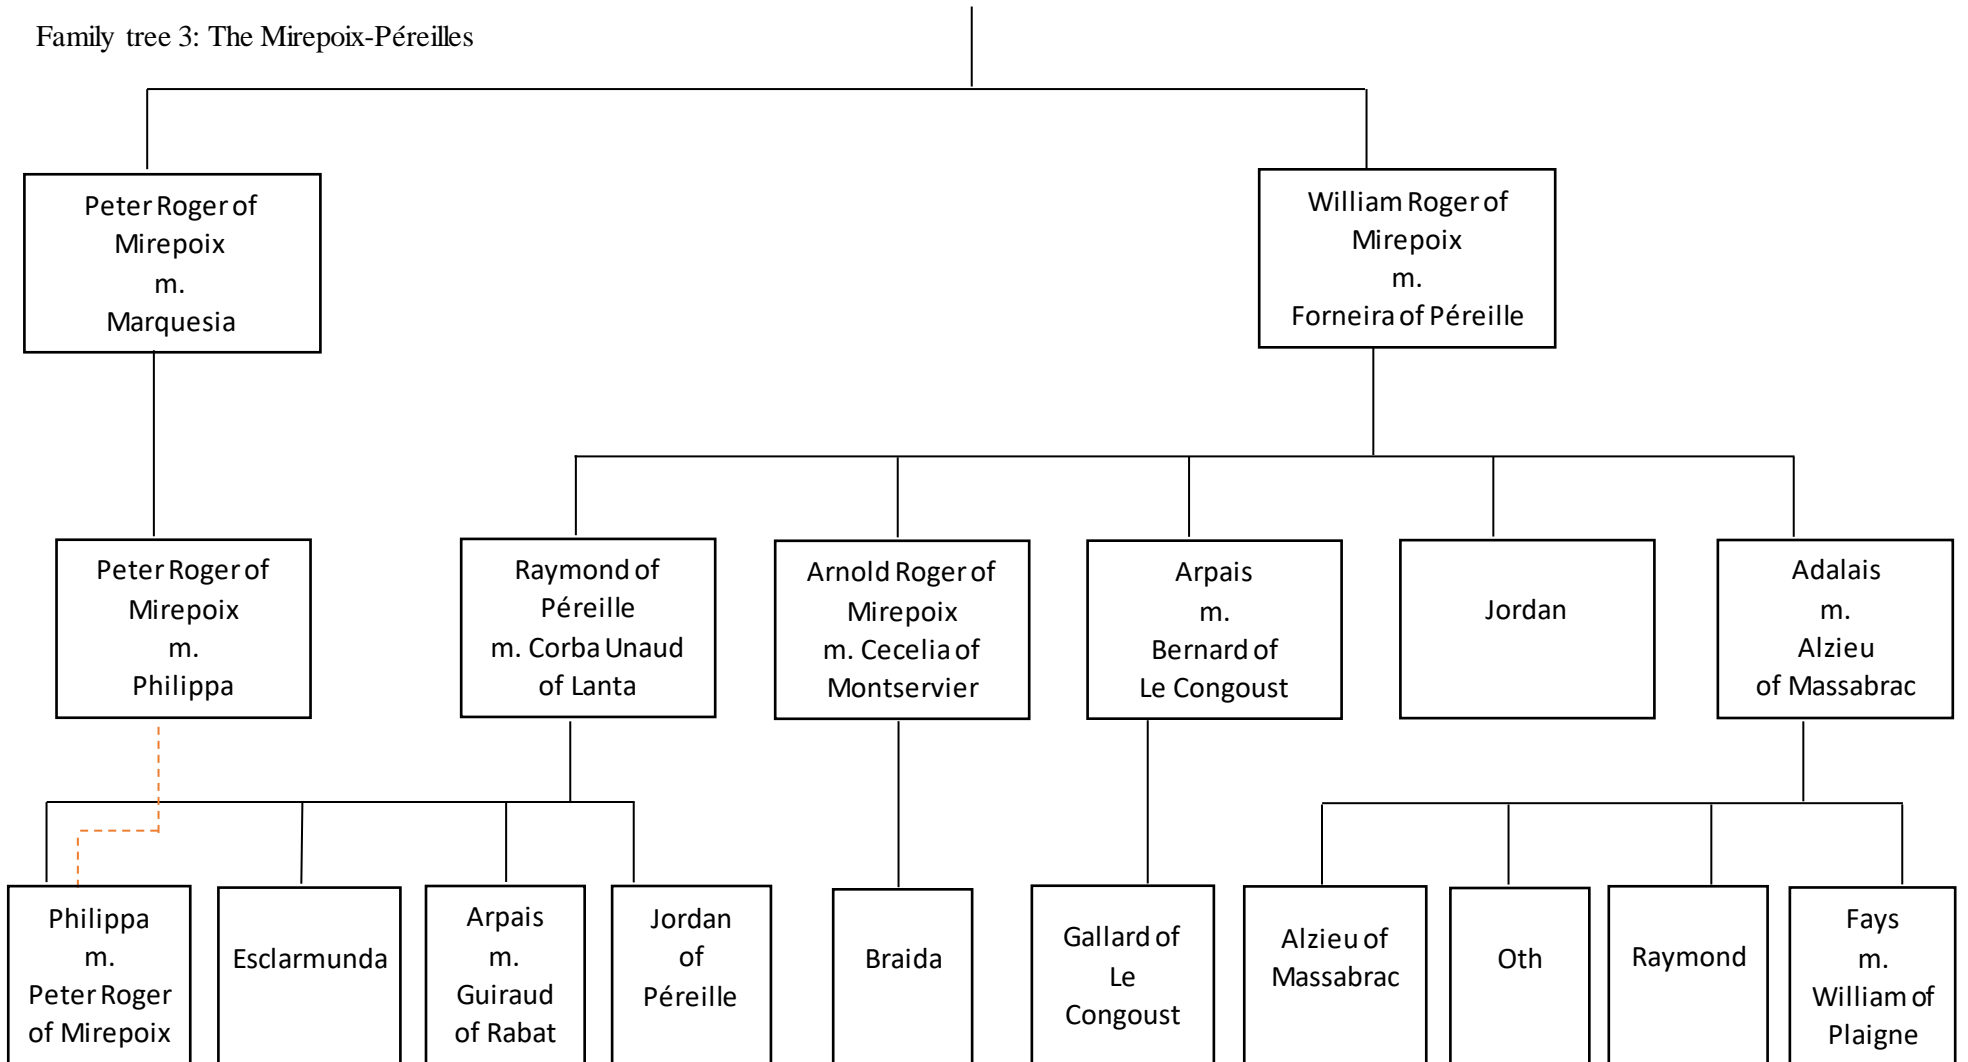 Family tree 3: The Mirepoix-Péreilles
Peter Roger of
Mirepoix
m.
Marquesia
William Roger of
Mirepoix
m.
Forneira of Péreille
Peter Roger of
Mirepoix
m.
Philippa
Raymond of
Péreille
m. Corba Unaud
of Lanta
Arnold Roger of
Mirepoix
m. Cecelia of
Montservier
Arpais
m.
Bernard of
Le Congoust
Jordan
Adalais
m.
Alzieu
of Massabrac
Philippa
m.
Peter Roger
of Mirepoix
Esclarmunda
Arpais
m.
Guiraud
of Rabat
Jordan
of
Péreille
Braida
Gallard of
Le
Congoust
Alzieu of
Massabrac
Oth
Raymond
Fays
m.
William of
Plaigne